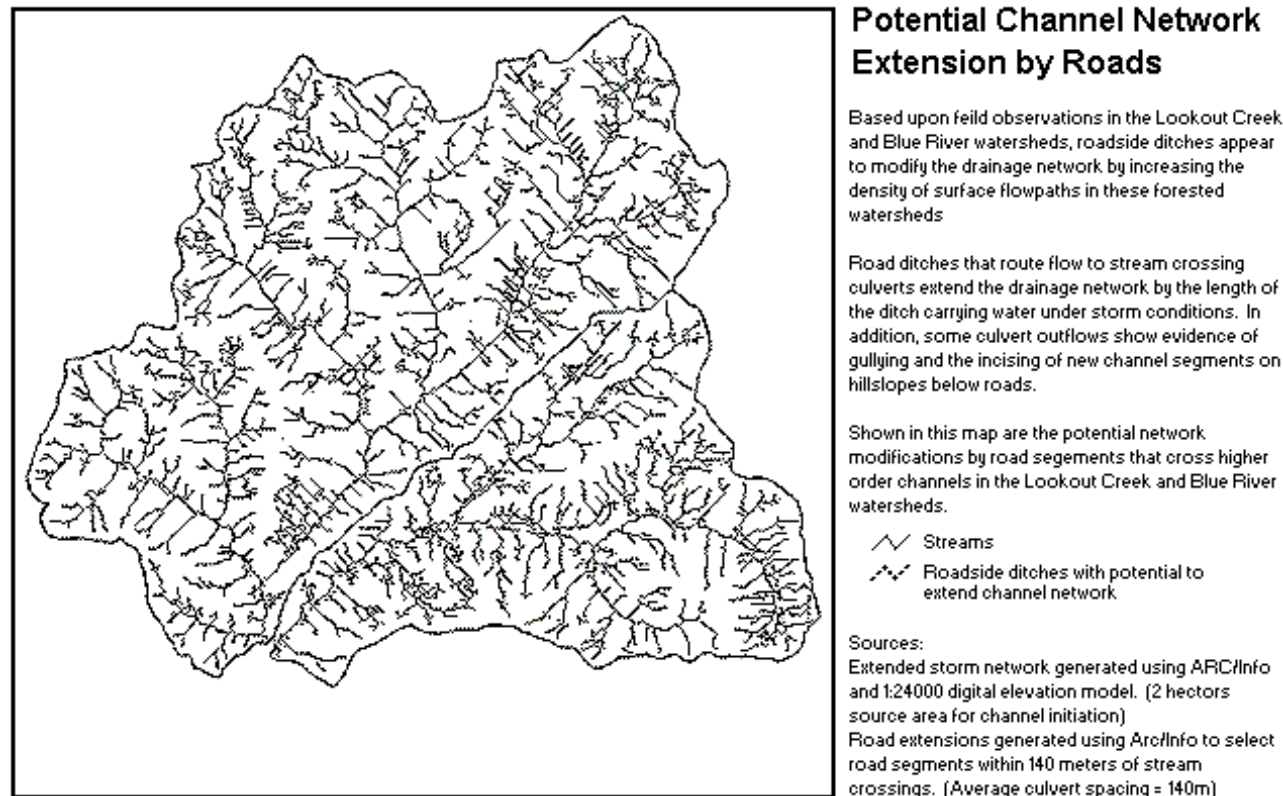 Potential Channel Network
Extension by Roads
Based upon feild observations in the Lookout Creek
and Blue River watersheds, roadside ditches appear
to modify the drainage network by increasing the
density of surface flowpaths in these forested
watersheds
Road ditches that route flow to stream crossing
culverts extend the drainage network by the length of
the ditch carrying water under storm conditions. In
addition, some culvert outflows show evidence of
gullying and the incising of new channel segments on
hillslopes below roads.
Shown in this map are the potential network
modifications by road segements that cross higher
order channels in the Lookout Creek and Blue River
watersheds.
Streams
Roadside ditches with potential to
extend channel network
Sources:
Extended storm network generated using ARC/Info
and 1:24000 digital elevation model. (2 hectors
source area for channel initiation)
Road extensions generated using Arc/Info to select
road segments within 140 meters of stream
crossings. (Average culvert spacing = 140m)